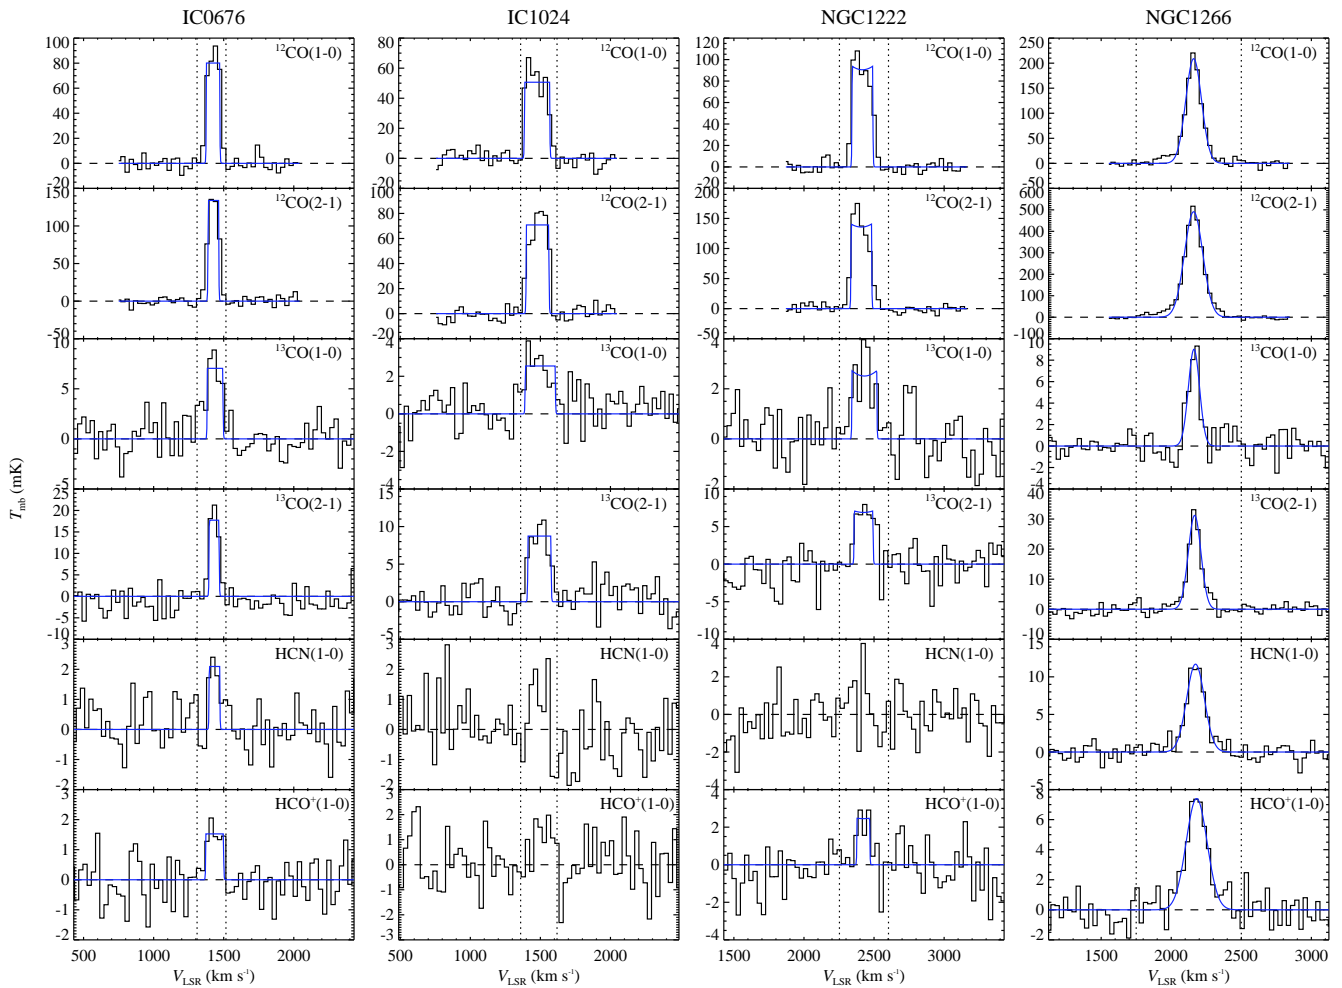 IC0676 IC1024 NGC1222 NGC1266
¹²CO(1-0) ¹²CO(1-0) ¹²CO(1-0) ¹²CO(1-0)
100 80 60 40 20 0 -20
80 60 40 20 0 -20
120 100 80 60 40 20 0 -20
250 200 150 100 50 0 -50
¹²CO(2-1) ¹²CO(2-1) ¹²CO(2-1) ¹²CO(2-1)
150 100 50 0 -50
100 80 60 40 20 0 -20
200 150 100 50 0 -50
600 500 400 300 200 100 0 -100
¹³CO(1-0) ¹³CO(1-0) ¹³CO(1-0) ¹³CO(1-0)
10 5 0 -5
4 2 0 -2 -4
4 2 0 -2
10 8 6 4 2 0 -2 -4
¹³CO(2-1) ¹³CO(2-1) ¹³CO(2-1) ¹³CO(2-1)
25 20 15 10 5 0 -5 -10
15 10 5 0 -5
10 5 0 -5 -10
40 30 20 10 0 -10
HCN(1-0) HCN(1-0) HCN(1-0) HCN(1-0)
3 2 1 0 -1 -2
3 2 1 0 -1 -2
4 2 0 -2 -4
15 10 5 0 -5
HCO⁺(1-0) HCO⁺(1-0) HCO⁺(1-0) HCO⁺(1-0)
3 2 1 0 -1 -2
3 2 1 0 -1 -2 -3
4 2 0 -2 -4
8 6 4 2 0 -2
T_mb (mK)
500 1000 1500 2000 500 1000 1500 2000 1500 2000 2500 3000 1500 2000 2500 3000
V_LSR (km s⁻¹) V_LSR (km s⁻¹) V_LSR (km s⁻¹) V_LSR (km s⁻¹)